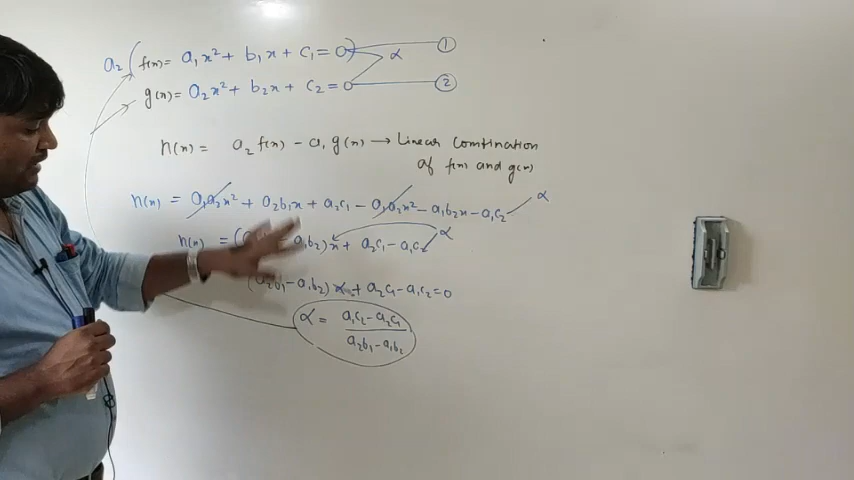 a₂ ( f(x) = a₁x² + b₁x + c₁ = 0 ) α ①
g(x) = a₂x² + b₂x + c₂ = 0 ②
h(x) = a₂ f(x) - a₁ g(x) → Linear combination
of f(x) and g(x)
h(x) = a₁a₂x² + a₂b₁x + a₂c₁ - a₁a₂x² - a₁b₂x - a₁c₂ α
h(x) = ( a₁b₂)x + a₂c₁ - a₁c₂ α
(a₂b₁ - a₁b₂) α + a₂c₁ - a₁c₂ = 0
α = a₁c₂ - a₂c₁
a₂b₁ - a₁b₂